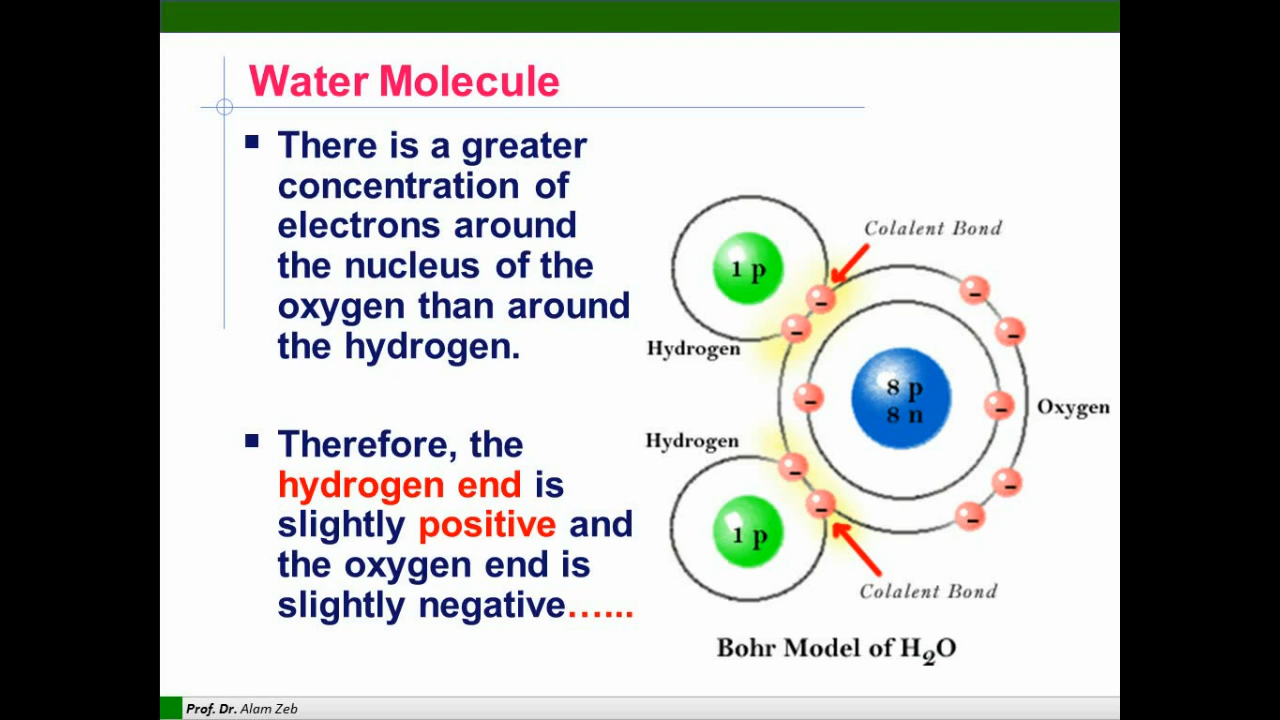 Water Molecule
▪ There is a greater
concentration of
electrons around
the nucleus of the
oxygen than around
the hydrogen.
▪ Therefore, the
hydrogen end is
slightly positive and
the oxygen end is
slightly negative…...
Colalent Bond
1 p
-
-
-
-
Hydrogen
8 p
8 n
-
-
Oxygen
Hydrogen
-
-
-
-
1 p
Colalent Bond
Bohr Model of H₂O
Prof. Dr. Alam Zeb